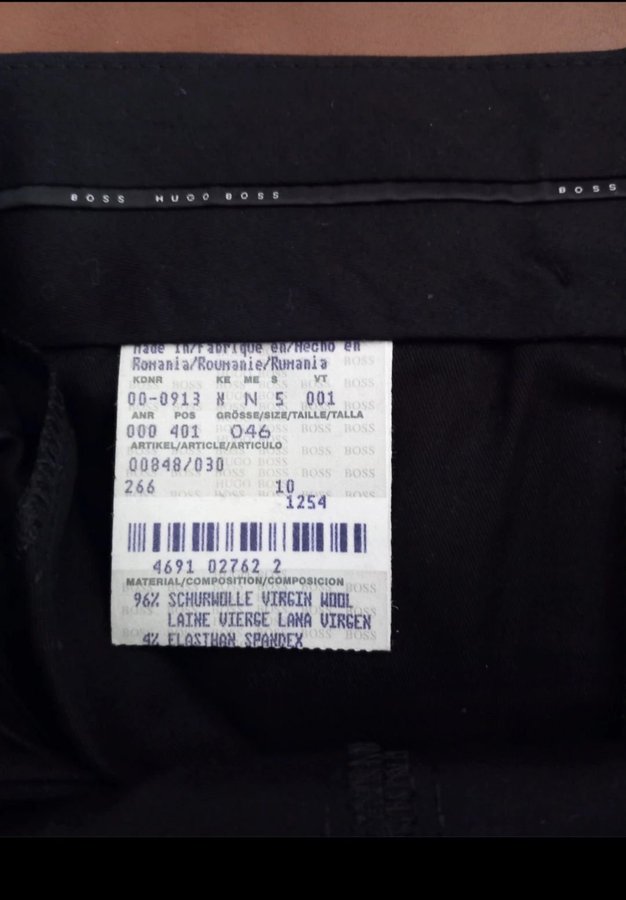 BOSS HUGO BOSS BOSS
Made in/Fabriqué en/Hecho en
Romania/Roumanie/Rumania
KDNR KE ME S VT
00-0913 N N 5 001
ANR POS GRÖSSE/SIZE/TAILLE/TALLA
000 401 046
ARTIKEL/ARTICLE/ARTICULO
00848/030
266 10
1254
4691 02762 2
MATERIAL/COMPOSITION/COMPOSICION
96% SCHURWOLLE VIRGIN WOOL
LAINE VIERGE LANA VIRGEN
4% ELASTHAN SPANDEX